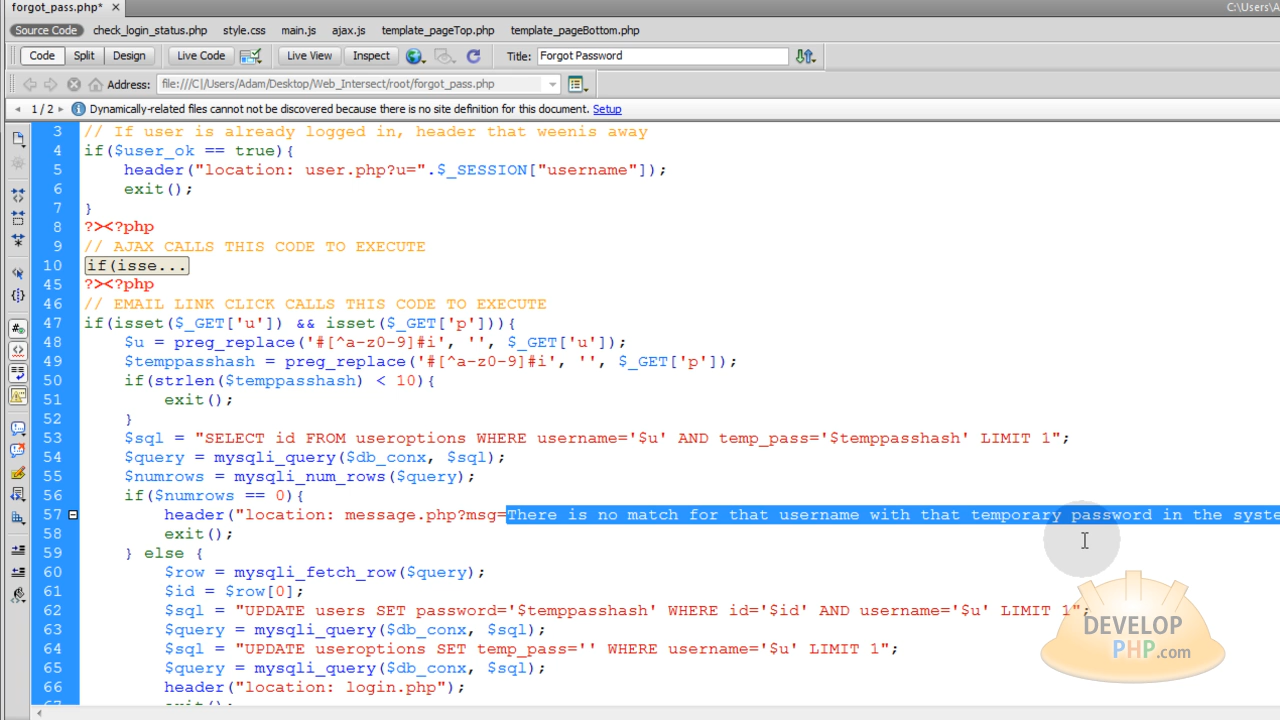 forgot_pass.php* ×
C:\Users\A
Source Code check_login_status.php style.css main.js ajax.js template_pageTop.php template_pageBottom.php
Code Split Design Live Code Live View Inspect Title: Forgot Password
Address: file:///C|/Users/Adam/Desktop/Web_Intersect/root/forgot_pass.php
1 / 2 Dynamically-related files cannot not be discovered because there is no site definition for this document. Setup
3 // If user is already logged in, header that weenis away
4 if($user_ok == true){
5 header("location: user.php?u=".$_SESSION["username"]);
6 exit();
7 }
8 ?><?php
9 // AJAX CALLS THIS CODE TO EXECUTE
10 if(isse...
45 ?><?php
46 // EMAIL LINK CLICK CALLS THIS CODE TO EXECUTE
47 if(isset($_GET['u']) && isset($_GET['p'])){
48 $u = preg_replace('#[^a-z0-9]#i', '', $_GET['u']);
49 $temppasshash = preg_replace('#[^a-z0-9]#i', '', $_GET['p']);
50 if(strlen($temppasshash) < 10){
51 exit();
52 }
53 $sql = "SELECT id FROM useroptions WHERE username='$u' AND temp_pass='$temppasshash' LIMIT 1";
54 $query = mysqli_query($db_conx, $sql);
55 $numrows = mysqli_num_rows($query);
56 if($numrows == 0){
57 header("location: message.php?msg=There is no match for that username with that temporary password in the syste
58 exit();
59 } else {
60 $row = mysqli_fetch_row($query);
61 $id = $row[0];
62 $sql = "UPDATE users SET password='$temppasshash' WHERE id='$id' AND username='$u' LIMIT 1";
63 $query = mysqli_query($db_conx, $sql);
64 $sql = "UPDATE useroptions SET temp_pass='' WHERE username='$u' LIMIT 1";
65 $query = mysqli_query($db_conx, $sql);
66 header("location: login.php");
67 exit();
DEVELOP
PHP.com